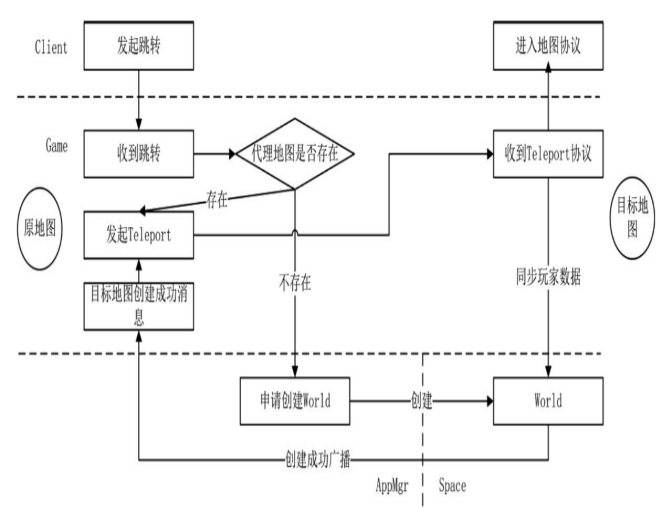 Client
发起跳转
进入地图协议
Game
收到跳转
代理地图是否存在
收到Teleport协议
存在
原地图
发起Teleport
目标地
图
不存在
同步玩家数据
目标地图创建成功消
息
申请创建World
创建
World
创建成功广播
AppMgr
Space